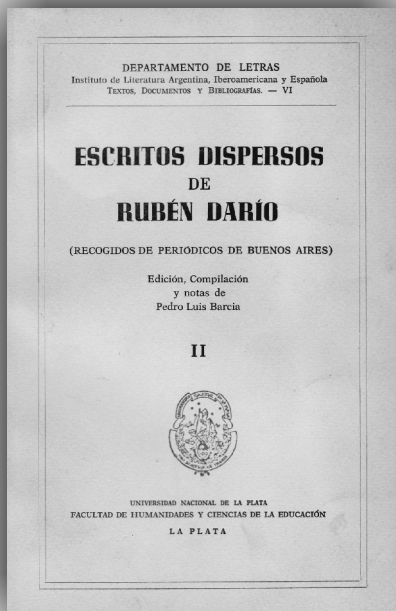 DEPARTAMENTO DE LETRAS
Instituto de Literatura Argentina, Iberoamericana y Española
TEXTOS, DOCUMENTOS Y BIBLIOGRAFÍAS. — VI
ESCRITOS DISPERSOS
DE
RUBÉN DARÍO
(RECOGIDOS DE PERIÓDICOS DE BUENOS AIRES)
Edición, Compilación
y notas de
Pedro Luis Barcia
II
UNIVERSIDAD NACIONAL DE LA PLATA
FACULTAD DE HUMANIDADES Y CIENCIAS DE LA EDUCACIÓN
LA PLATA